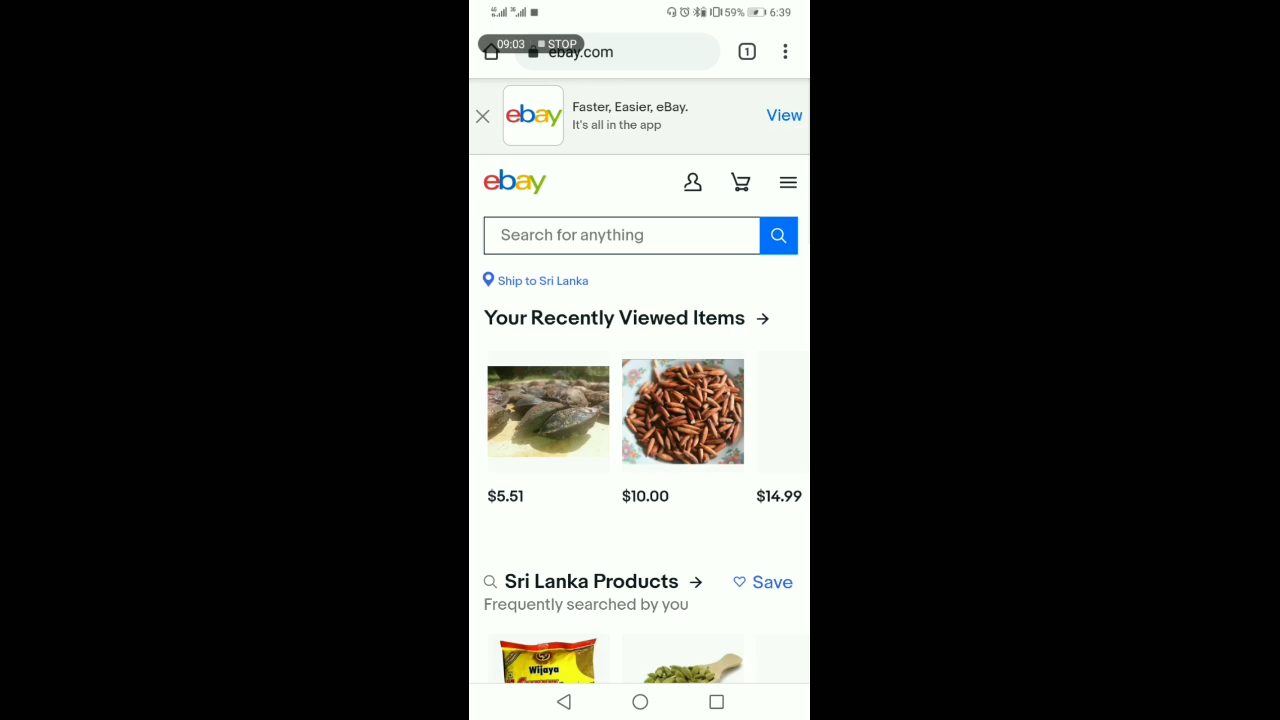 4G 3G 59% 6:39
09:03 STOP
ebay.com 1
ebay
Faster, Easier, eBay.
It's all in the app
View
ebay
Search for anything
Ship to Sri Lanka
Your Recently Viewed Items
$5.51 $10.00 $14.99
Sri Lanka Products
Save
Frequently searched by you
Wijaya